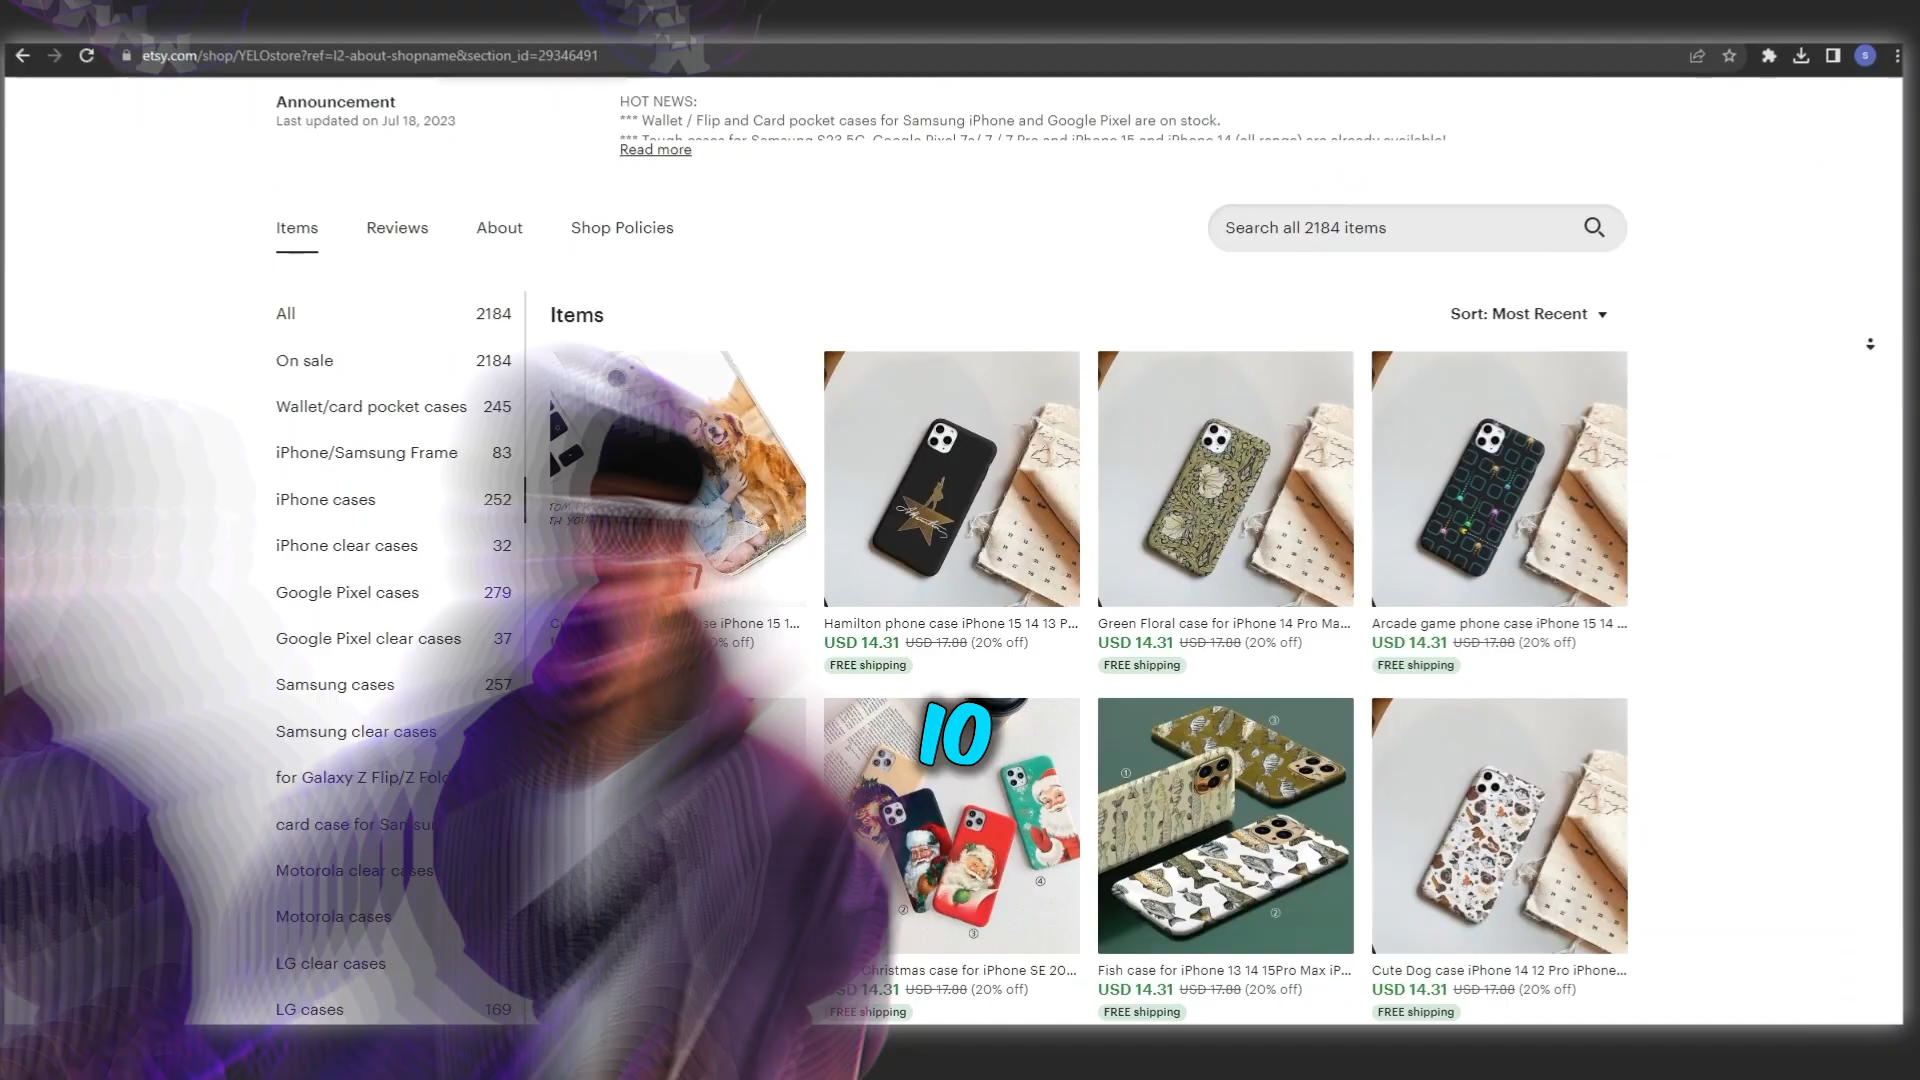 etsy.com/shop/YELOstore?ref=l2-about-shopname&section_id=29346491
S
Announcement
Last updated on Jul 18, 2023
HOT NEWS:
*** Wallet / Flip and Card pocket cases for Samsung iPhone and Google Pixel are on stock.
*** Tough cases for Samsung S23 5G, Google Pixel 7a/ 7 / 7 Pro and iPhone 15 and iPhone 14 (all range) are already available!
Read more
Items
Reviews
About
Shop Policies
Search all 2184 items
All 2184
On sale 2184
Wallet/card pocket cases 245
iPhone/Samsung Frame 83
iPhone cases 252
iPhone clear cases 32
Google Pixel cases 279
Google Pixel clear cases 37
Samsung cases 257
Samsung clear cases
for Galaxy Z Flip/Z Fold
card case for Samsun
Motorola clear cases
Motorola cases
LG clear cases
LG cases 169
Items
Sort: Most Recent
iPhone 15 1...
off)
Hamilton phone case iPhone 15 14 13 P...
USD 14.31 USD 17.88 (20% off)
FREE shipping
Green Floral case for iPhone 14 Pro Ma...
USD 14.31 USD 17.88 (20% off)
FREE shipping
Arcade game phone case iPhone 15 14 ...
USD 14.31 USD 17.88 (20% off)
FREE shipping
10
② ③ ④
Christmas case for iPhone SE 20...
USD 14.31 USD 17.88 (20% off)
FREE shipping
① ③ ②
Fish case for iPhone 13 14 15Pro Max iP...
USD 14.31 USD 17.88 (20% off)
FREE shipping
Cute Dog case iPhone 14 12 Pro iPhone...
USD 14.31 USD 17.88 (20% off)
FREE shipping